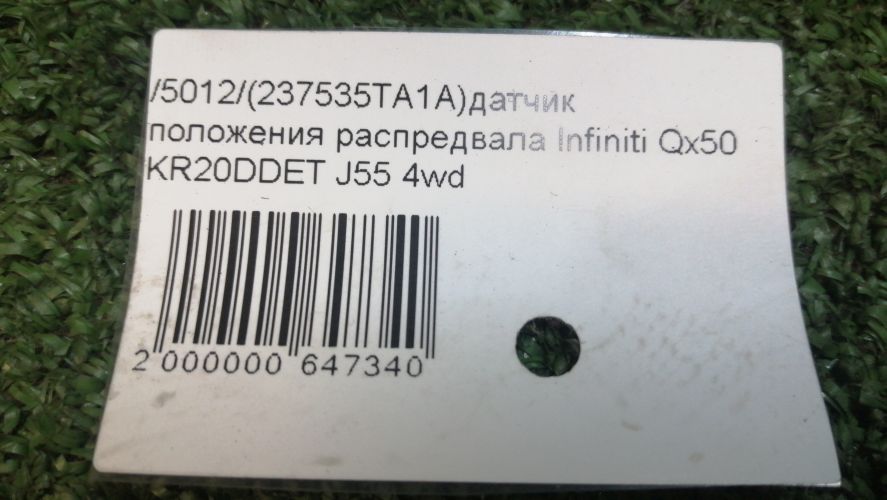 /5012/(237535TA1A)датчик
положения распредвала Infiniti Qx50
KR20DDET J55 4wd
2 000000 647340